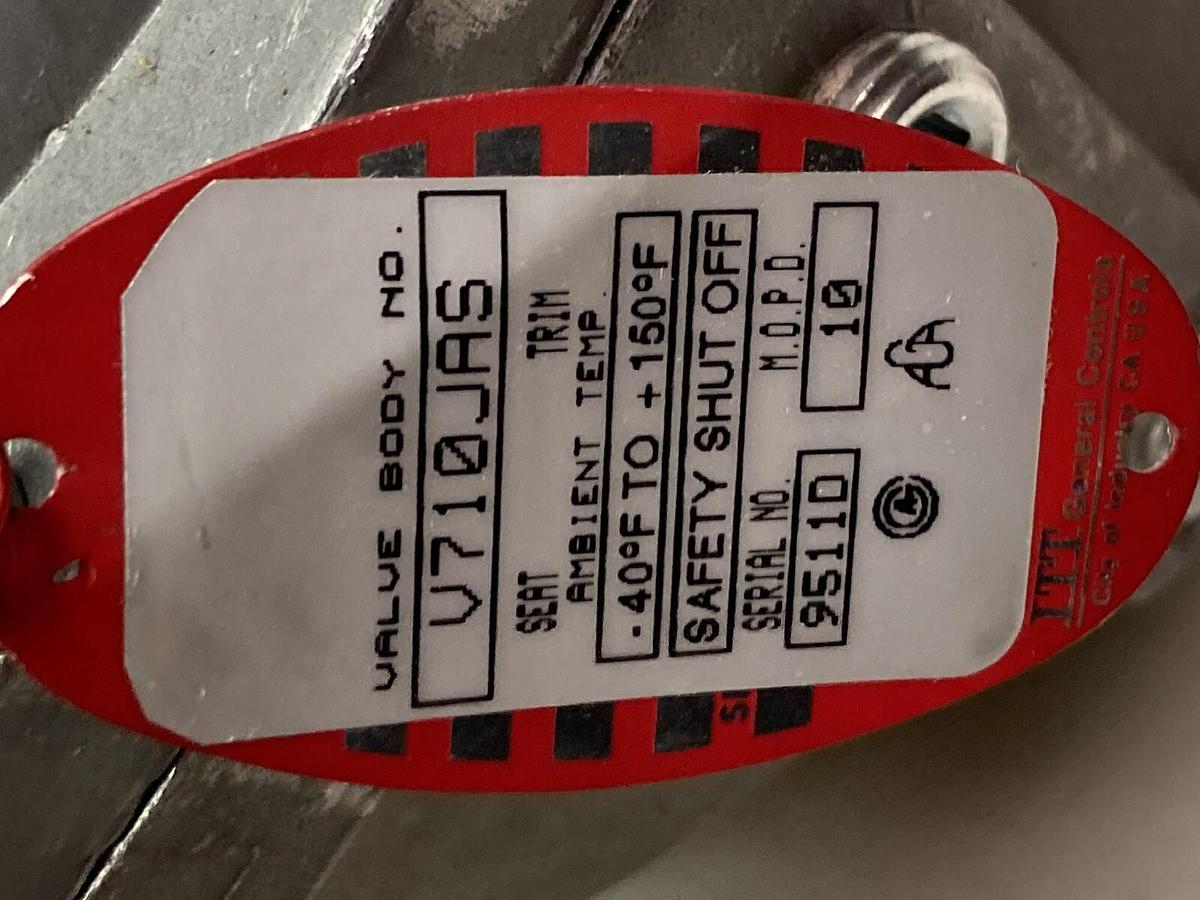 VALVE BODY NO.
V710JAS
SEAT TRIM
AMBIENT TEMP.
-40°F TO +150°F
SAFETY SHUT OFF
SERIAL NO. M.O.P.D.
9511D 10
AGA
ITT General Controls
City of Industry CA USA